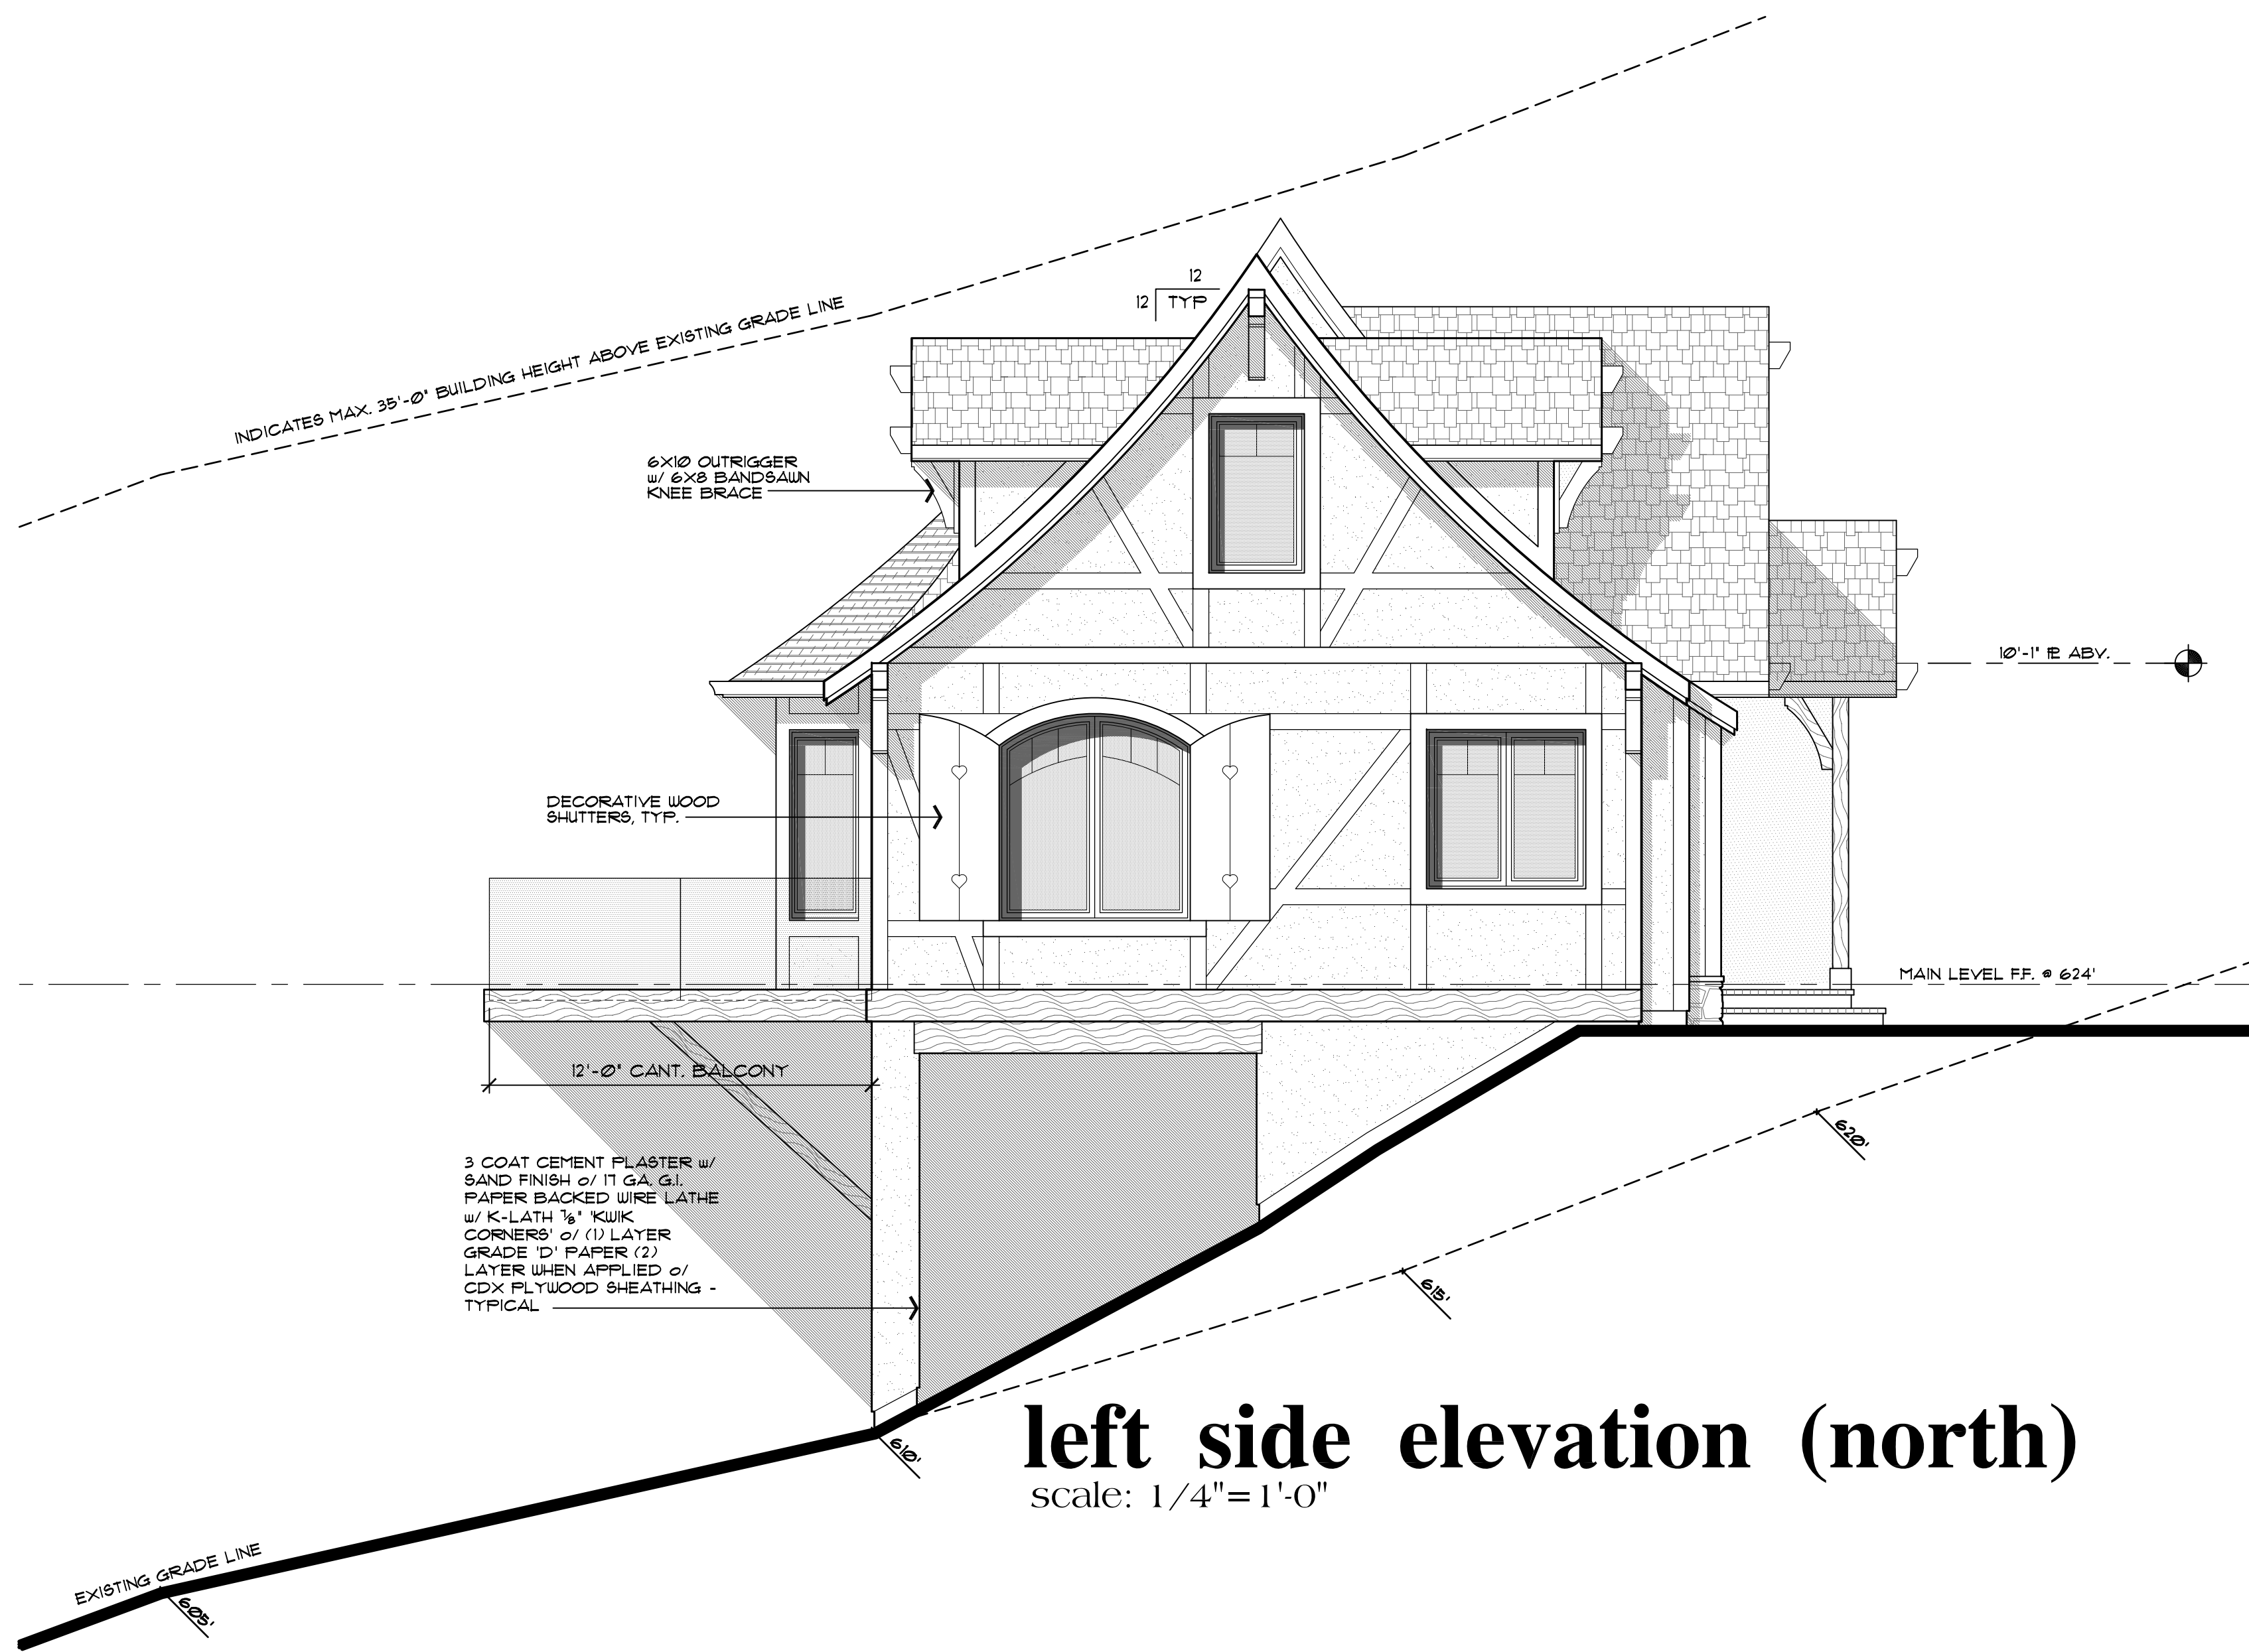 12
12 TYP
INDICATES MAX. 35'-0" BUILDING HEIGHT ABOVE EXISTING GRADE LINE
6X10 OUTRIGGER
w/ 6X8 BANDSAWN
KNEE BRACE
10'-1" PL ABV.
DECORATIVE WOOD
SHUTTERS, TYP.
MAIN LEVEL F.F. @ 624'
12'-0" CANT. BALCONY
620'
3 COAT CEMENT PLASTER w/
SAND FINISH o/ 17 GA. G.I.
PAPER BACKED WIRE LATHE
w/ K-LATH 7/8" 'KWIK
CORNERS' o/ (1) LAYER
GRADE 'D' PAPER (2)
LAYER WHEN APPLIED o/
CDX PLYWOOD SHEATHING -
TYPICAL
615'
610'
left side elevation (north)
scale: 1/4"=1'-0"
EXISTING GRADE LINE
605'